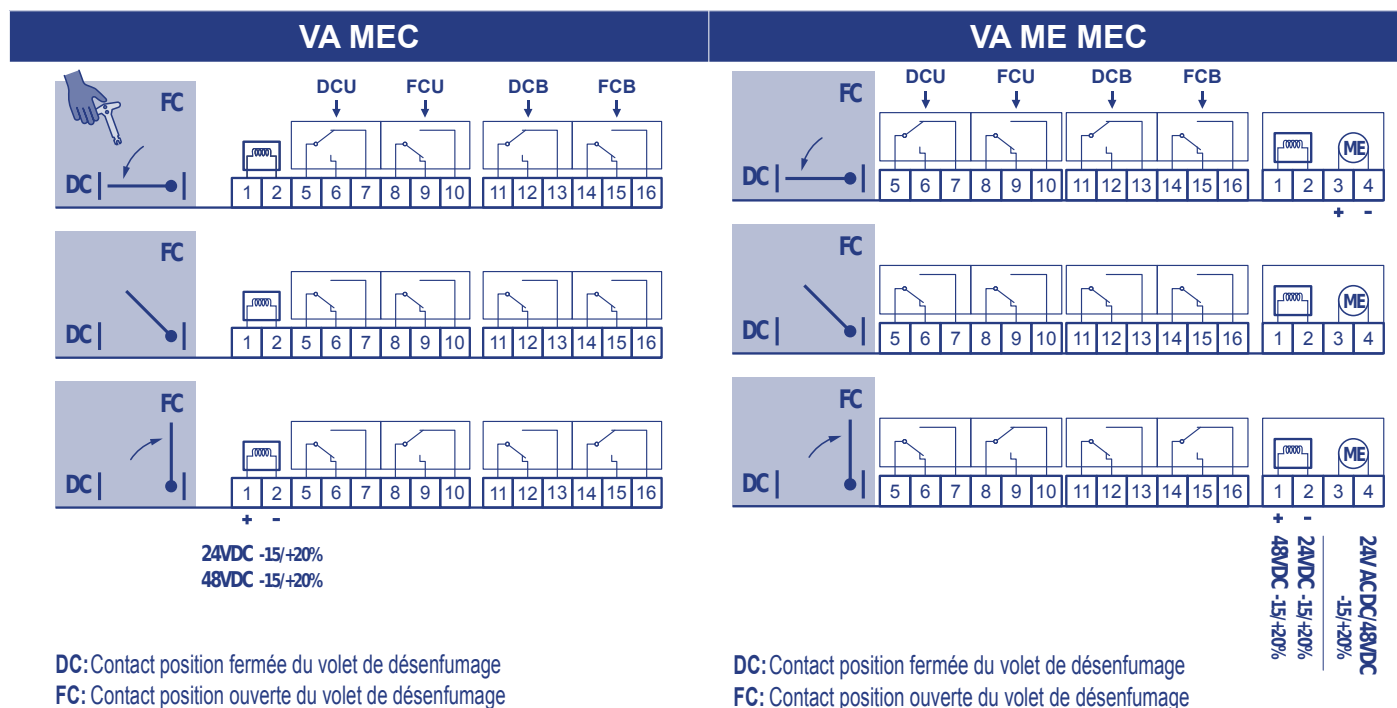 VA MEC
FC
DC
DCU FCU DCB FCB
1 2 5 6 7 8 9 10 11 12 13 14 15 16
FC
DC
1 2 5 6 7 8 9 10 11 12 13 14 15 16
FC
DC
1 2 5 6 7 8 9 10 11 12 13 14 15 16
+ -
24VDC -15/+20%
48VDC -15/+20%
DC: Contact position fermée du volet de désenfumage
FC: Contact position ouverte du volet de désenfumage
VA ME MEC
FC
DC
DCU FCU DCB FCB
ME
5 6 7 8 9 10 11 12 13 14 15 16 1 2 3 4
+ -
FC
DC
ME
5 6 7 8 9 10 11 12 13 14 15 16 1 2 3 4
FC
DC
ME
5 6 7 8 9 10 11 12 13 14 15 16 1 2 3 4
+ -
48VDC -15/+20%
24VDC -15/+20%
24V AC DC/48VDC
-15/+20%
DC: Contact position fermée du volet de désenfumage
FC: Contact position ouverte du volet de désenfumage